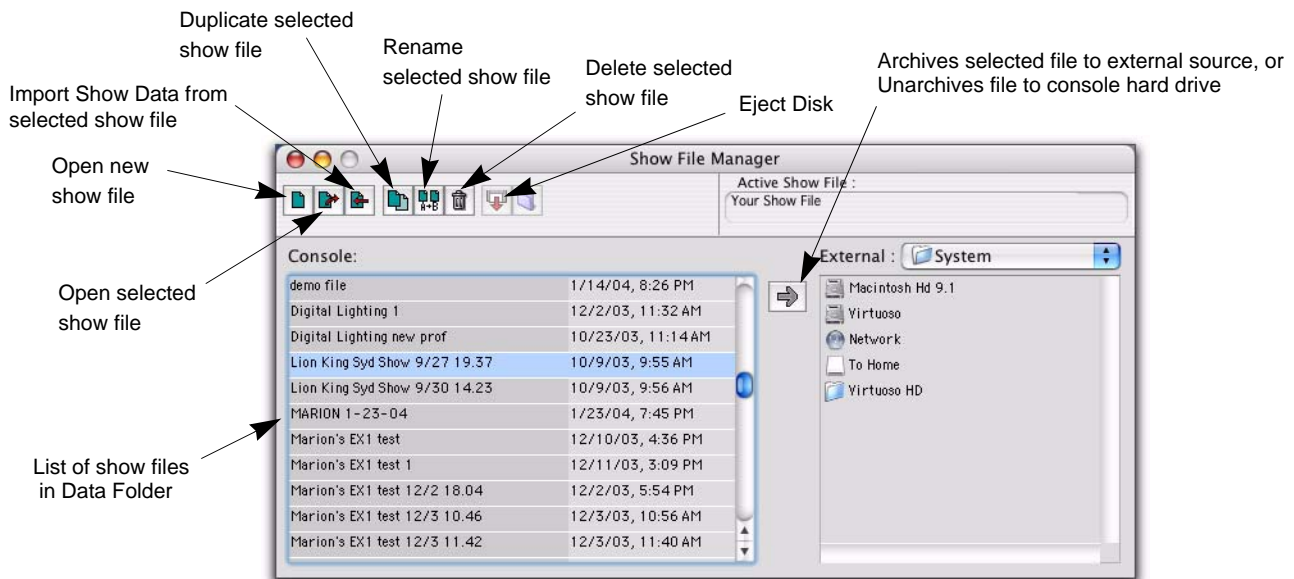 Duplicate selected
show file
Rename
selected show file
Delete selected
show file
Eject Disk
Archives selected file to external source, or
Unarchives file to console hard drive
Import Show Data from
selected show file
Open new
show file
Open selected
show file
List of show files
in Data Folder
Show File Manager
A→B
Active Show File :
Your Show File
Console:
External : System
demo file 1/14/04, 8:26 PM
Digital Lighting 1 12/2/03, 11:32 AM
Digital Lighting new prof 10/23/03, 11:14 AM
Lion King Syd Show 9/27 19.37 10/9/03, 9:55 AM
Lion King Syd Show 9/30 14.23 10/9/03, 9:56 AM
MARION 1-23-04 1/23/04, 7:45 PM
Marion's EX1 test 12/10/03, 4:36 PM
Marion's EX1 test 1 12/11/03, 3:09 PM
Marion's EX1 test 12/2 18.04 12/2/03, 5:54 PM
Marion's EX1 test 12/3 10.46 12/3/03, 10:56 AM
Marion's EX1 test 12/3 11.42 12/3/03, 11:40 AM
Macintosh Hd 9.1
Virtuoso
Network
To Home
Virtuoso HD